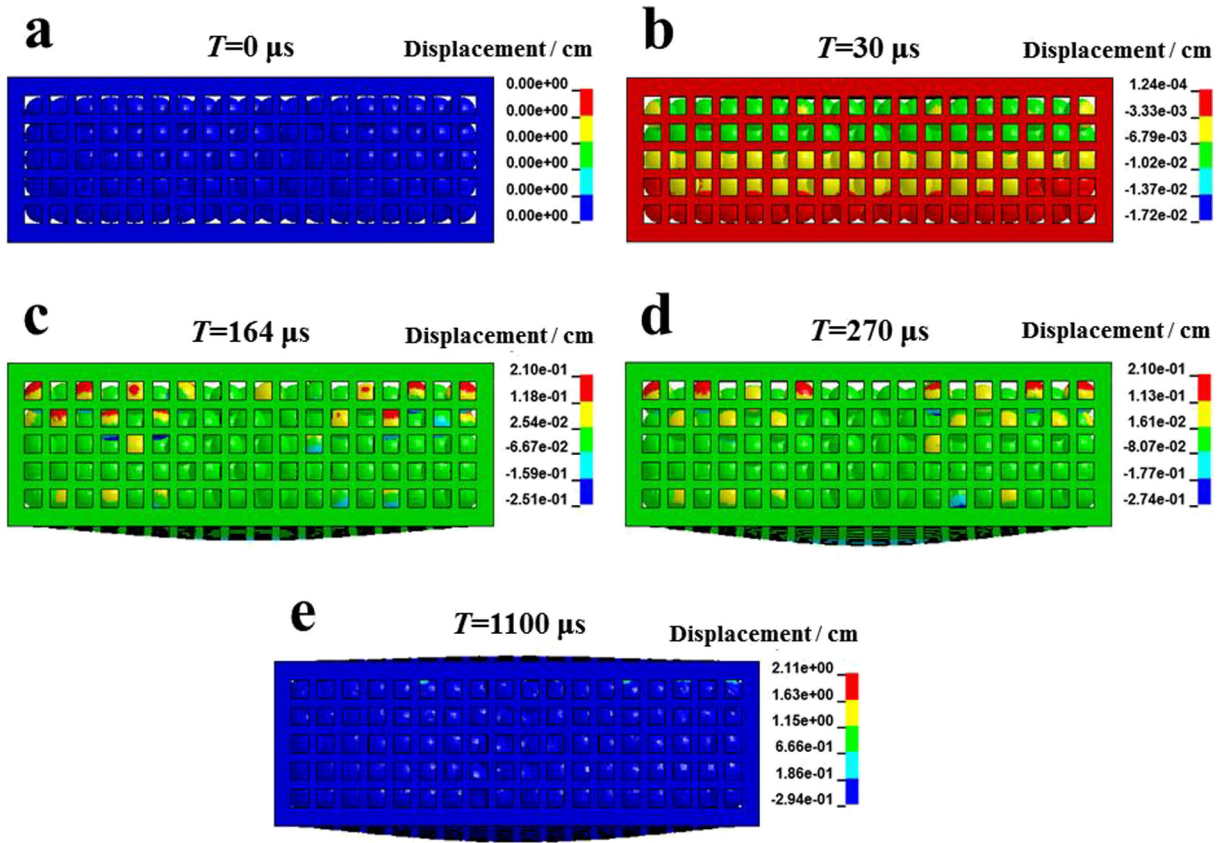 a
T=0 μs
Displacement / cm
0.00e+00
0.00e+00
0.00e+00
0.00e+00
0.00e+00
0.00e+00
b
T=30 μs
Displacement / cm
1.24e-04
-3.33e-03
-6.79e-03
-1.02e-02
-1.37e-02
-1.72e-02
c
T=164 μs
Displacement / cm
2.10e-01
1.18e-01
2.54e-02
-6.67e-02
-1.59e-01
-2.51e-01
d
T=270 μs
Displacement / cm
2.10e-01
1.13e-01
1.61e-02
-8.07e-02
-1.77e-01
-2.74e-01
e
T=1100 μs
Displacement / cm
2.11e+00
1.63e+00
1.15e+00
6.66e-01
1.86e-01
-2.94e-01